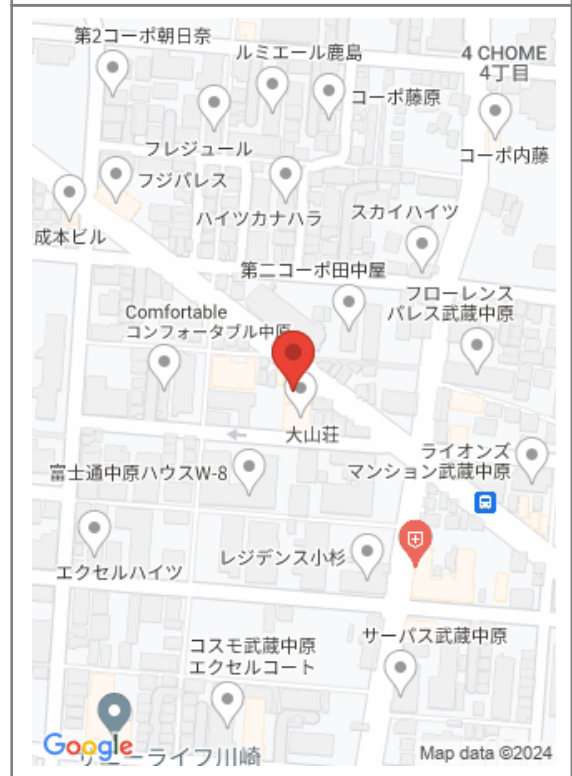 第2コーポ朝日奈
ルミエール鹿島
4 CHOME
4丁目
コーポ藤原
フレジュール
コーポ内藤
フジパレス
ハイツカナハラ
スカイハイツ
成本ビル
第二コーポ田中屋
フローレンス
パレス武蔵中原
Comfortable
コンフォータブル中原
大山荘
ライオンズ
マンション武蔵中原
富士通中原ハウスW-8
レジデンス小杉
エクセルハイツ
サーパス武蔵中原
コスモ武蔵中原
エクセルコート
Google
ライフ川崎
Map data ©2024